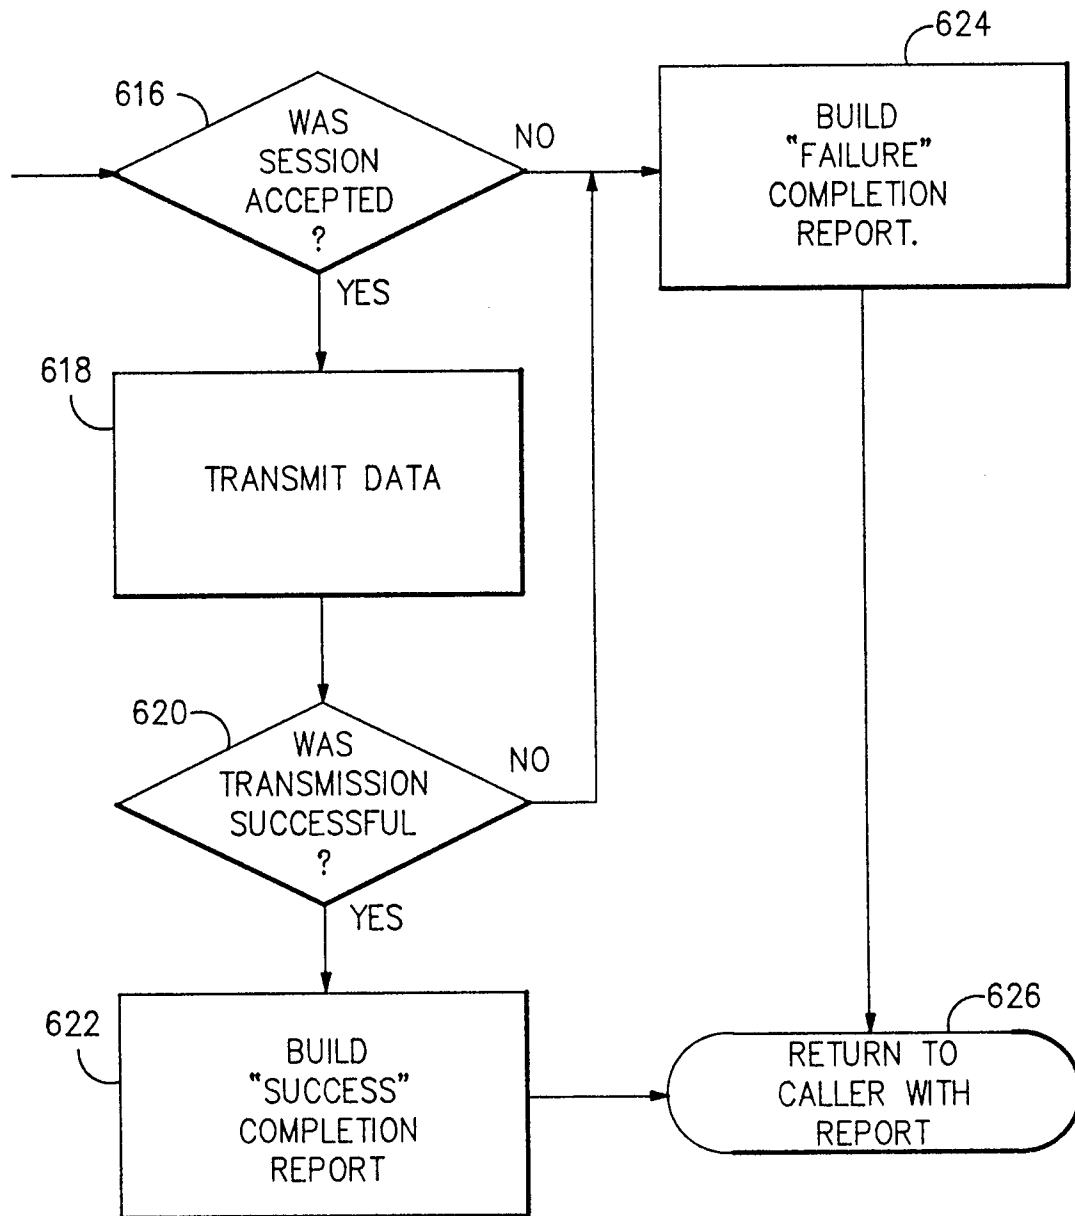 624
616
WAS
SESSION
ACCEPTED
?
NO
YES
BUILD
"FAILURE"
COMPLETION
REPORT.
618
TRANSMIT DATA
620
WAS
TRANSMISSION
SUCCESSFUL
?
NO
YES
622
BUILD
"SUCCESS"
COMPLETION
REPORT
626
RETURN TO
CALLER WITH
REPORT